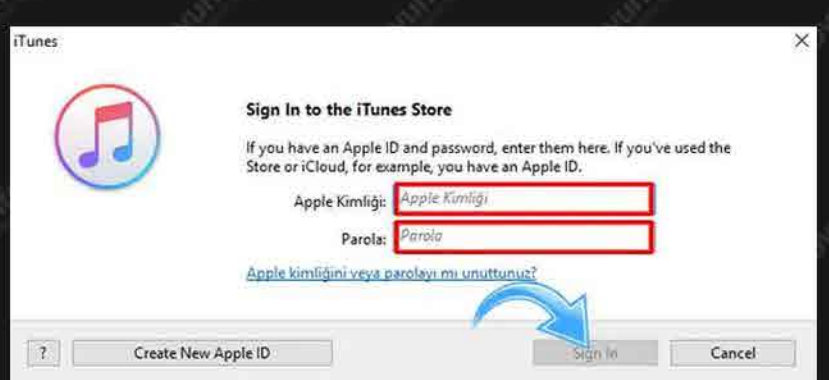 iTunes
Sign In to the iTunes Store
If you have an Apple ID and password, enter them here. If you've used the
Store or iCloud, for example, you have an Apple ID.
Apple Kimliği: Apple Kimliği
Parola: Parola
Apple kimliğini veya parolayı mı unuttunuz?
? Create New Apple ID Sign In Cancel